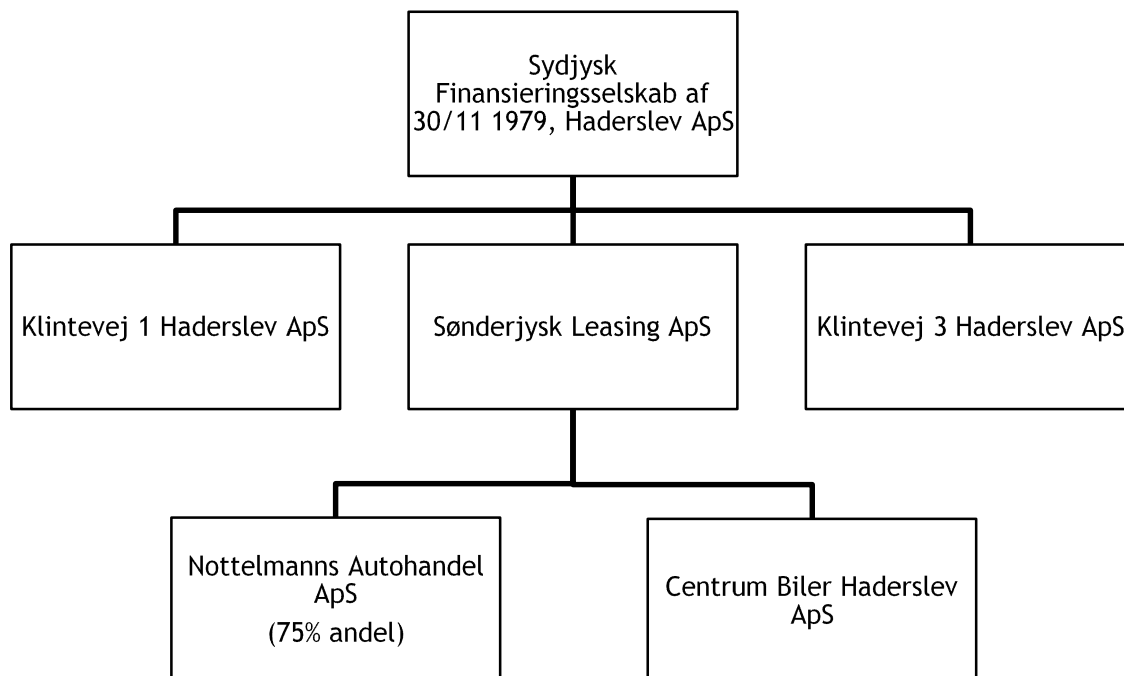 Sydjysk
Finansieringsselskab af
30/11 1979, Haderslev ApS
Klintevej 1 Haderslev ApS
Sønderjysk Leasing ApS
Klintevej 3 Haderslev ApS
Nottelmanns Autohandel
ApS
(75% andel)
Centrum Biler Haderslev
ApS